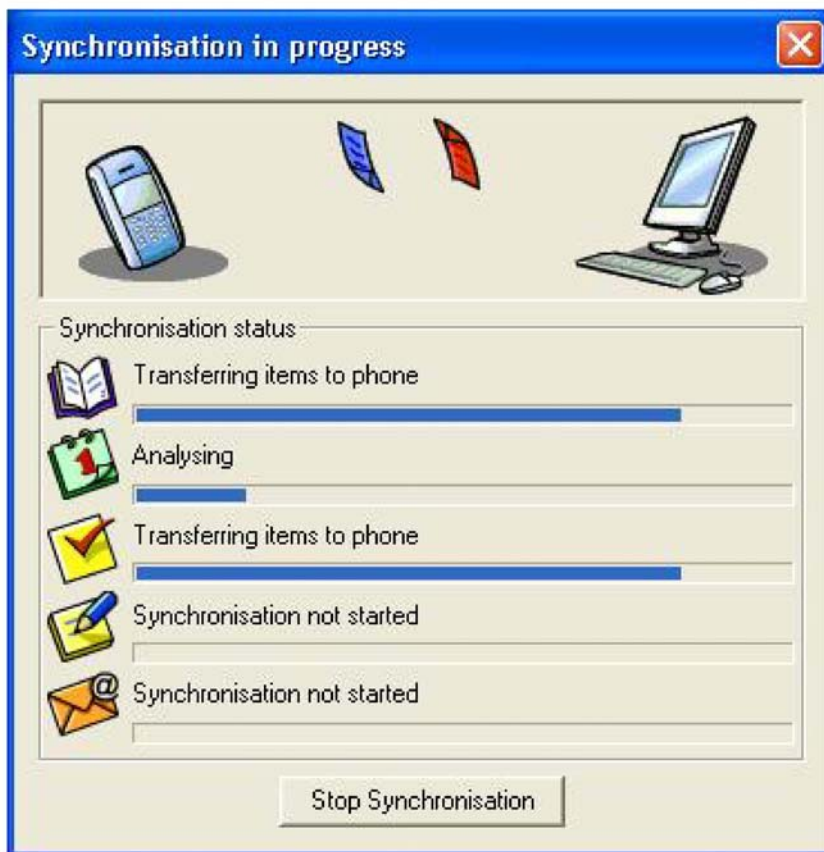 Synchronisation in progress
Synchronisation status
Transferring items to phone
1
Analysing
Transferring items to phone
Synchronisation not started
@
Synchronisation not started
Stop Synchronisation